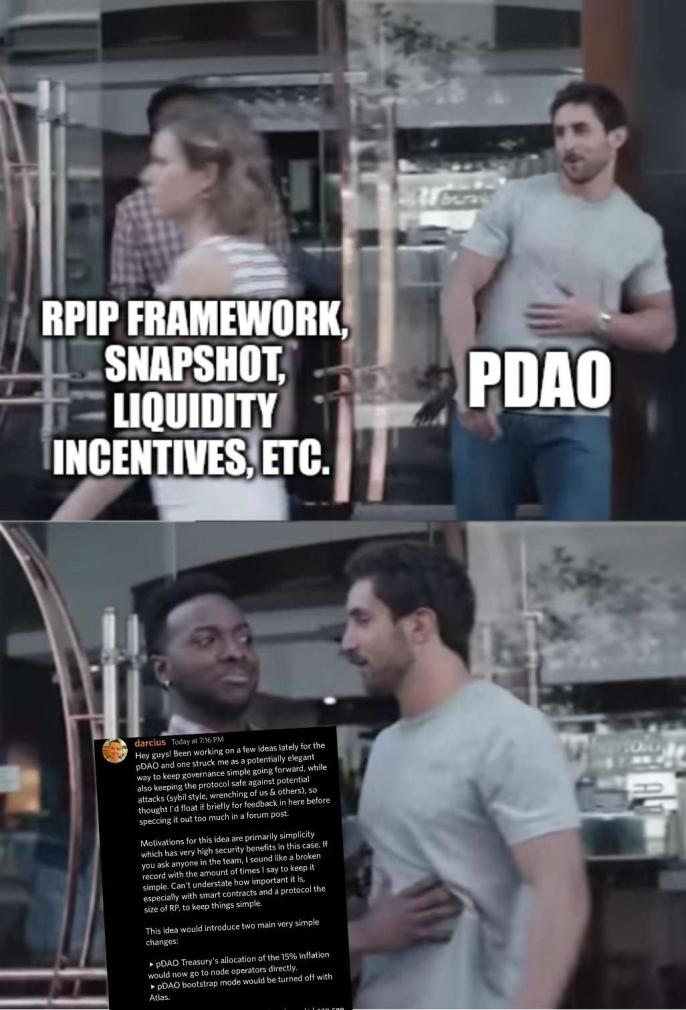 RPIP FRAMEWORK,
SNAPSHOT,
LIQUIDITY
INCENTIVES, ETC.
PDAO
darcius Today at 7:16 PM
Hey guys! Been working on a few ideas lately for the
pDAO and one struck me as a potentially elegant
way to keep governance simple going forward, while
also keeping the protocol safe against potential
attacks (sybil style, wrenching of us & others), so
thought I'd float if briefly for feedback in here before
speccing it out too much in a forum post.
Motivations for this idea are primarily simplicity
which has very high security benefits in this case. If
you ask anyone in the team, I sound like a broken
record with the amount of times I say to keep it
simple. Can't understate how important it is,
especially with smart contracts and a protocol the
size of RP, to keep things simple.
This idea would introduce two main very simple
changes:
▸ pDAO Treasury's allocation of the 15% inflation
would now go to node operators directly.
▸ pDAO bootstrap mode would be turned off with
Atlas.